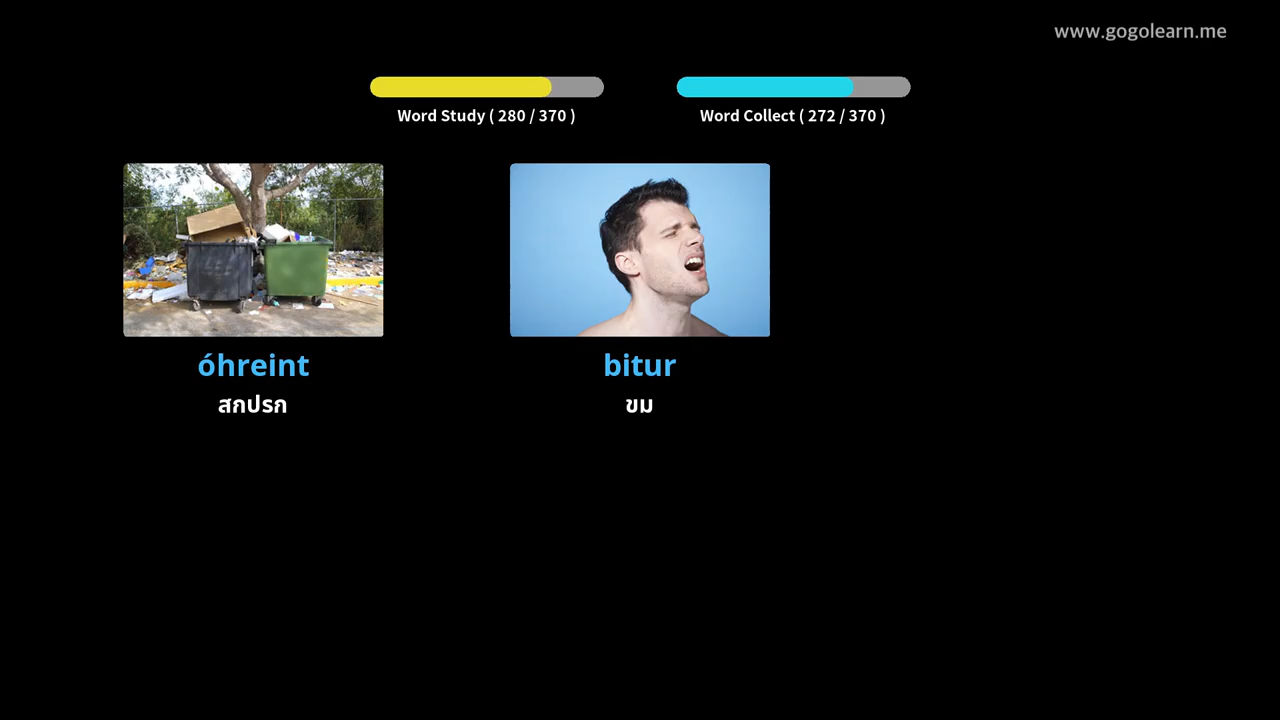 www.gogolearn.me
Word Study ( 280 / 370 )
Word Collect ( 272 / 370 )
óhreint
สกปรก
bitur
ขม